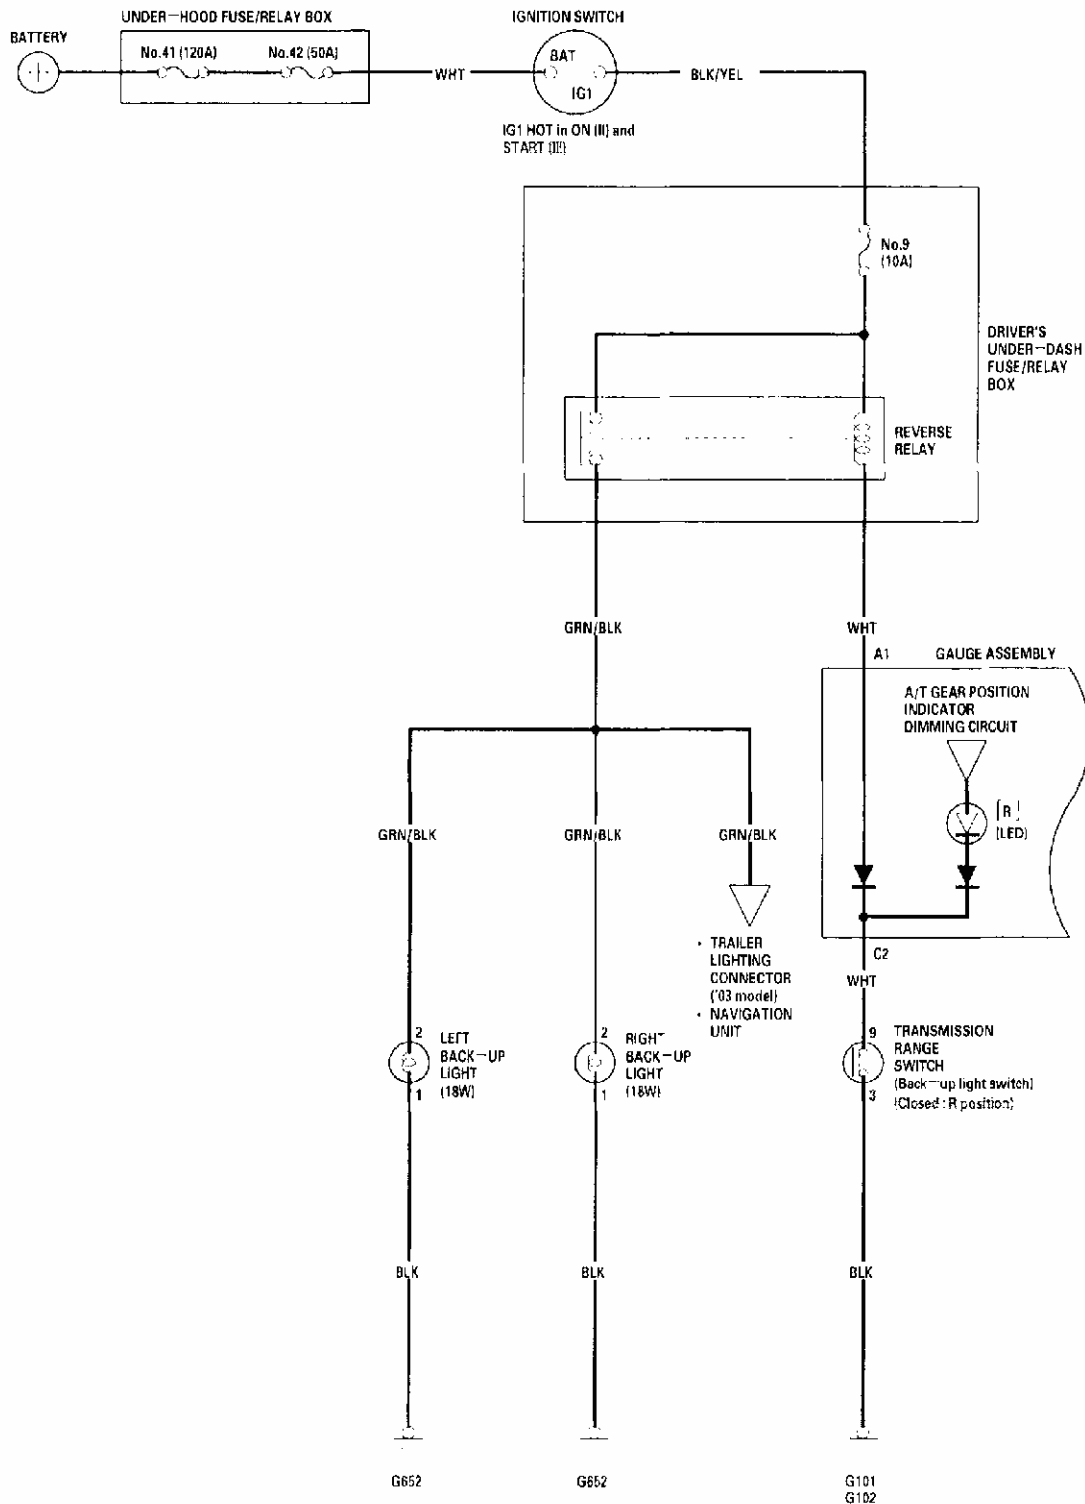 UNDER-HOOD FUSE/RELAY BOX
IGNITION SWITCH
BATTERY
No.41 (120A)
No.42 (50A)
BAT
WHT
BLK/YEL
IG1
IG1 HOT in ON (II) and
START (III)
No.9
(10A)
DRIVER'S
UNDER-DASH
FUSE/RELAY
BOX
REVERSE
RELAY
GRN/BLK
WHT
A1
GAUGE ASSEMBLY
A/T GEAR POSITION
INDICATOR
DIMMING CIRCUIT
[R]
(LED)
GRN/BLK
GRN/BLK
GRN/BLK
• TRAILER
LIGHTING
CONNECTOR
('03 model)
• NAVIGATION
UNIT
C2
WHT
2
LEFT
BACK-UP
LIGHT
(18W)
1
2
RIGHT
BACK-UP
LIGHT
(18W)
1
9
TRANSMISSION
RANGE
SWITCH
(Back-up light switch)
(Closed : R position)
3
BLK
BLK
BLK
G652
G652
G101
G102